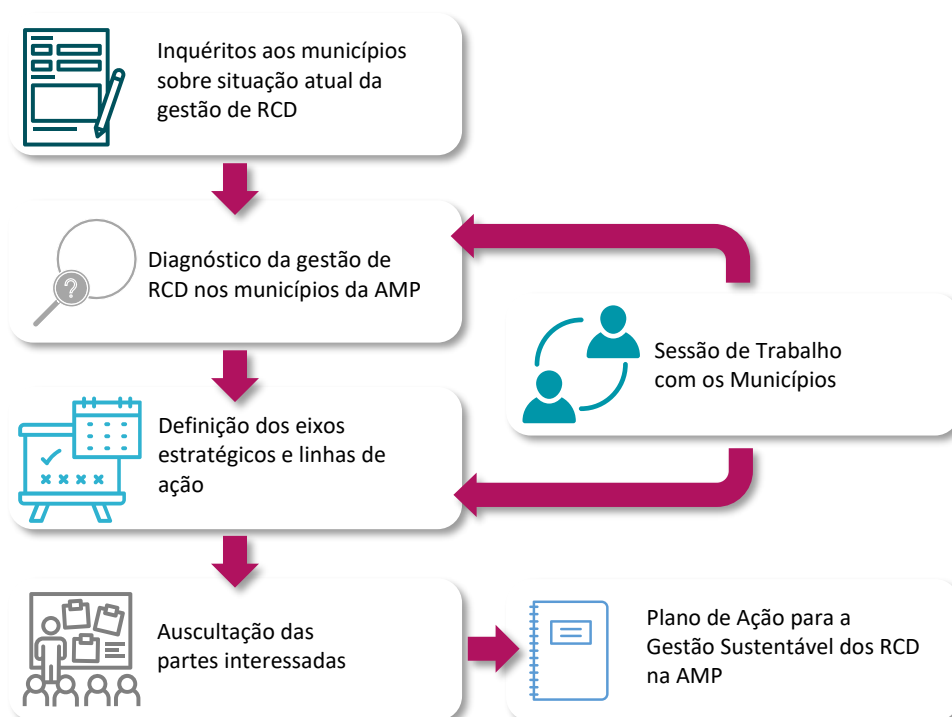 Inquéritos aos municípios
sobre situação atual da
gestão de RCD
Diagnóstico da gestão de
RCD nos municípios da AMP
?
Sessão de Trabalho
com os Municípios
Definição dos eixos
estratégicos e linhas de
ação
Auscultação das
partes interessadas
Plano de Ação para a
Gestão Sustentável dos RCD
na AMP